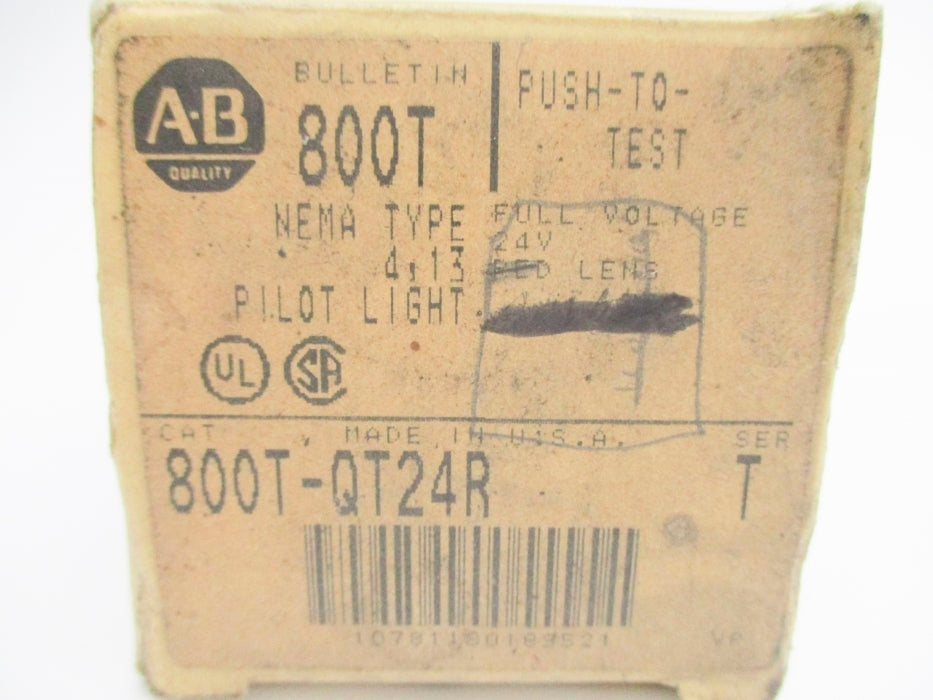 A-B
QUALITY
BULLETIN
800T
PUSH-TO-
TEST
NEMA TYPE
4,13
PILOT LIGHT
FULL VOLTAGE
24V
RED LENS
UL
SA
CAT MADE IN U.S.A. SER
800T-QT24R T